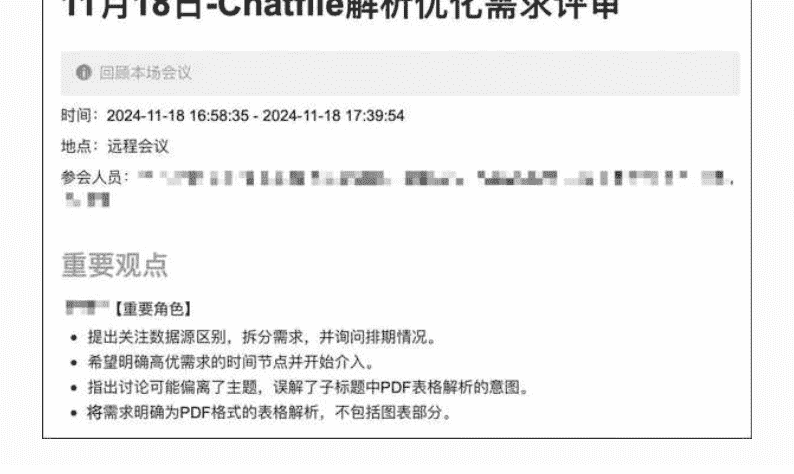 11月18日-Chatfile解析优化需求评审
回顾本场会议
时间：2024-11-18 16:58:35 - 2024-11-18 17:39:54
地点：远程会议
参会人员：
重要观点
【重要角色】
提出关注数据源区别，拆分需求，并询问排期情况。
希望明确高优需求的时间节点并开始介入。
指出讨论可能偏离了主题，误解了子标题中PDF表格解析的意图。
将需求明确为PDF格式的表格解析，不包括图表部分。